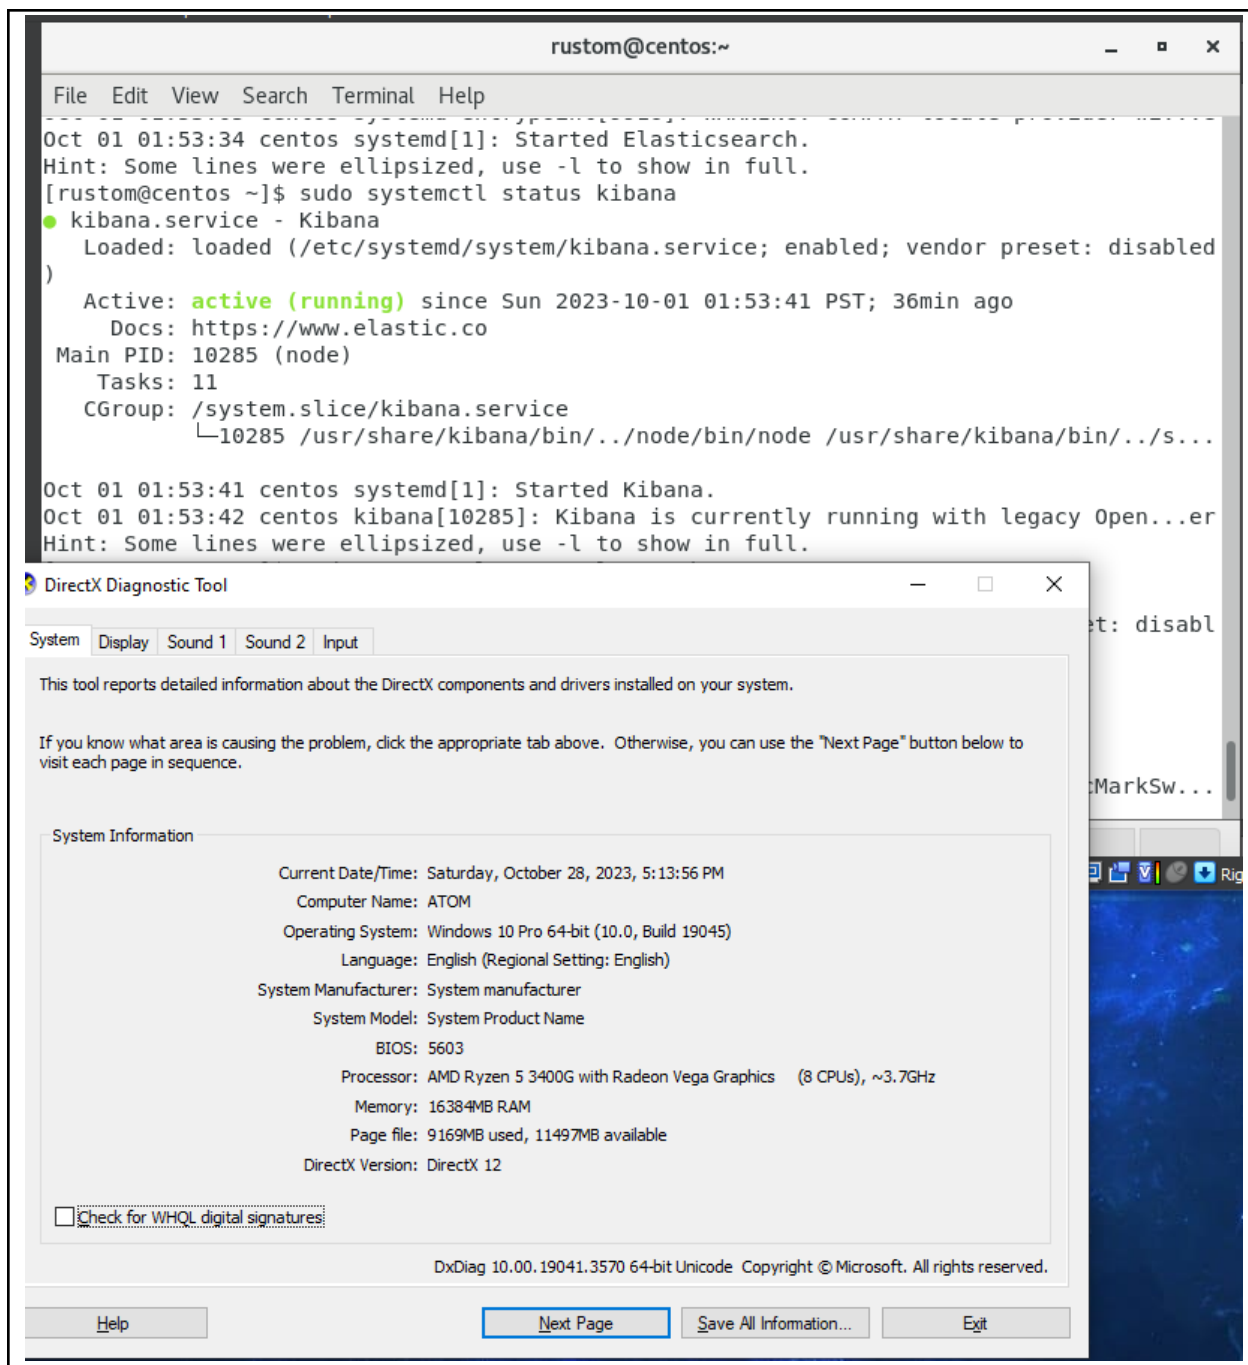 rustom@centos:~
File Edit View Search Terminal Help
Oct 01 01:53:34 centos systemd[1]: Started Elasticsearch.
Hint: Some lines were ellipsized, use -l to show in full.
[rustom@centos ~]$ sudo systemctl status kibana
● kibana.service - Kibana
Loaded: loaded (/etc/systemd/system/kibana.service; enabled; vendor preset: disabled
)
Active: active (running) since Sun 2023-10-01 01:53:41 PST; 36min ago
Docs: https://www.elastic.co
Main PID: 10285 (node)
Tasks: 11
CGroup: /system.slice/kibana.service
└─10285 /usr/share/kibana/bin/../node/bin/node /usr/share/kibana/bin/../s...
Oct 01 01:53:41 centos systemd[1]: Started Kibana.
Oct 01 01:53:42 centos kibana[10285]: Kibana is currently running with legacy Open...er
Hint: Some lines were ellipsized, use -l to show in full.
DirectX Diagnostic Tool
et: disabl
System Display Sound 1 Sound 2 Input
This tool reports detailed information about the DirectX components and drivers installed on your system.
If you know what area is causing the problem, click the appropriate tab above. Otherwise, you can use the "Next Page" button below to
visit each page in sequence.
cMarkSw...
System Information
Current Date/Time: Saturday, October 28, 2023, 5:13:56 PM
Rig
Computer Name: ATOM
Operating System: Windows 10 Pro 64-bit (10.0, Build 19045)
Language: English (Regional Setting: English)
System Manufacturer: System manufacturer
System Model: System Product Name
BIOS: 5603
Processor: AMD Ryzen 5 3400G with Radeon Vega Graphics (8 CPUs), ~3.7GHz
Memory: 16384MB RAM
Page file: 9169MB used, 11497MB available
DirectX Version: DirectX 12
Check for WHQL digital signatures
DxDiag 10.00.19041.3570 64-bit Unicode Copyright © Microsoft. All rights reserved.
Help Next Page Save All Information... Exit